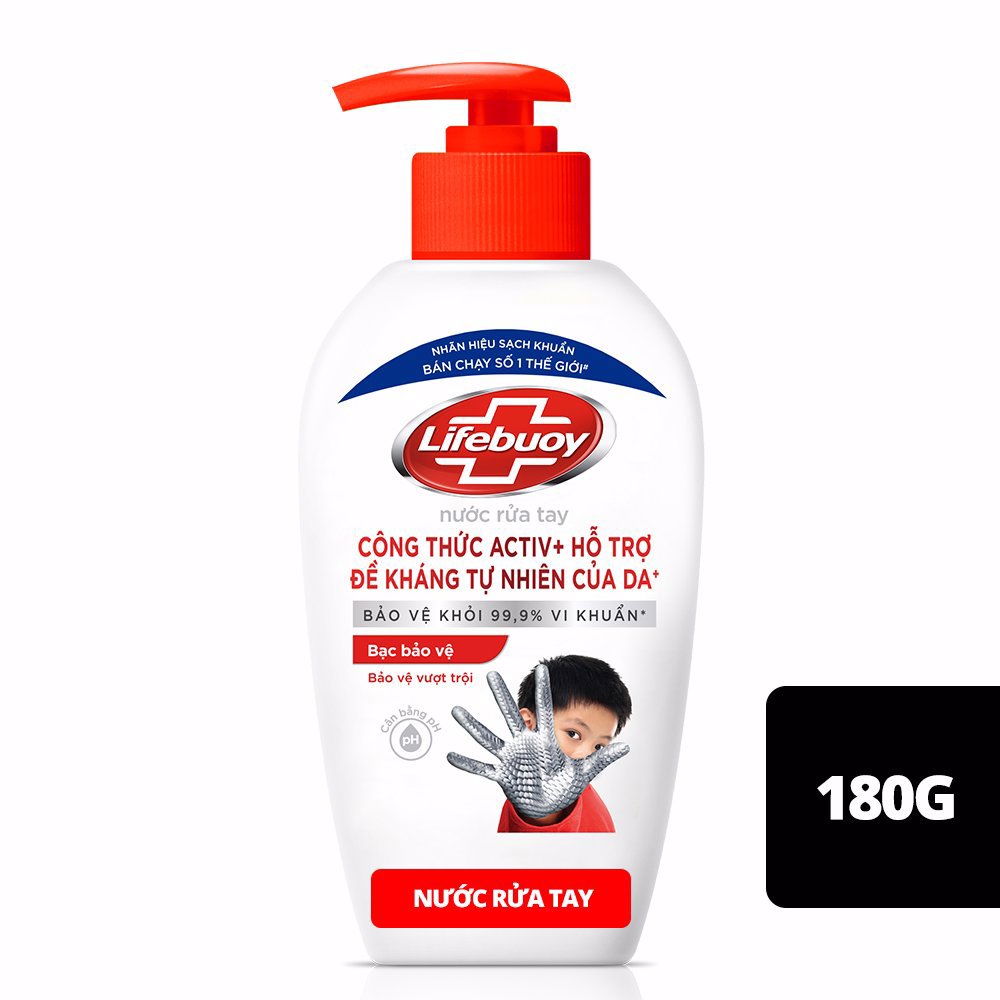 NHÃN HIỆU SẠCH KHUẨN
BÁN CHẠY SỐ 1 THẾ GIỚI#
Lifebuoy
nước rửa tay
CÔNG THỨC ACTIV+ HỖ TRỢ
ĐỀ KHÁNG TỰ NHIÊN CỦA DA+
BẢO VỆ KHỎI 99,9% VI KHUẨN*
Bạc bảo vệ
Bảo vệ vượt trội
Cân bằng pH
pH
180G
NƯỚC RỬA TAY